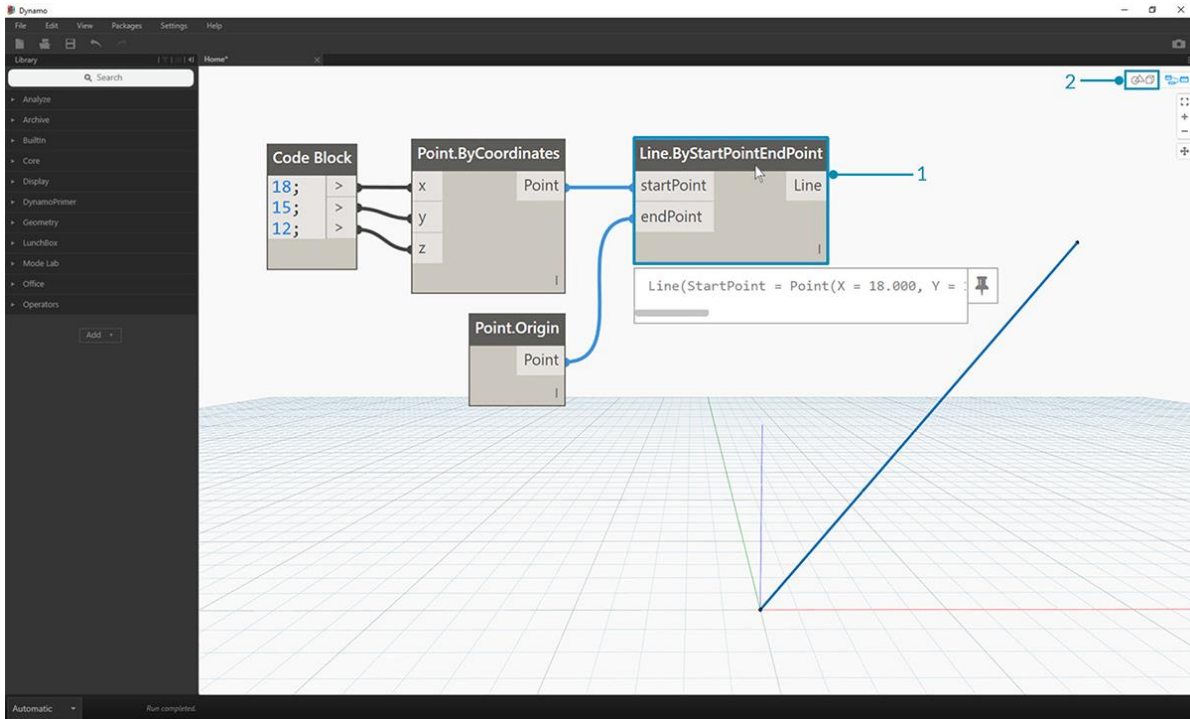 Dynamo
File Edit View Packages Settings Help
Library
Home*
Search
Analyze
Archive
BuiltIn
Core
Display
DynamoPrimer
Geometry
LunchBox
Mode Lab
Office
Operators
Add
2
Code Block
18; >
15; >
12; >
Point.ByCoordinates
x Point
y
z
Line.ByStartPointEndPoint
startPoint Line
endPoint
1
Line(StartPoint = Point(X = 18.000, Y =
Point.Origin
Point
Automatic
Run completed.